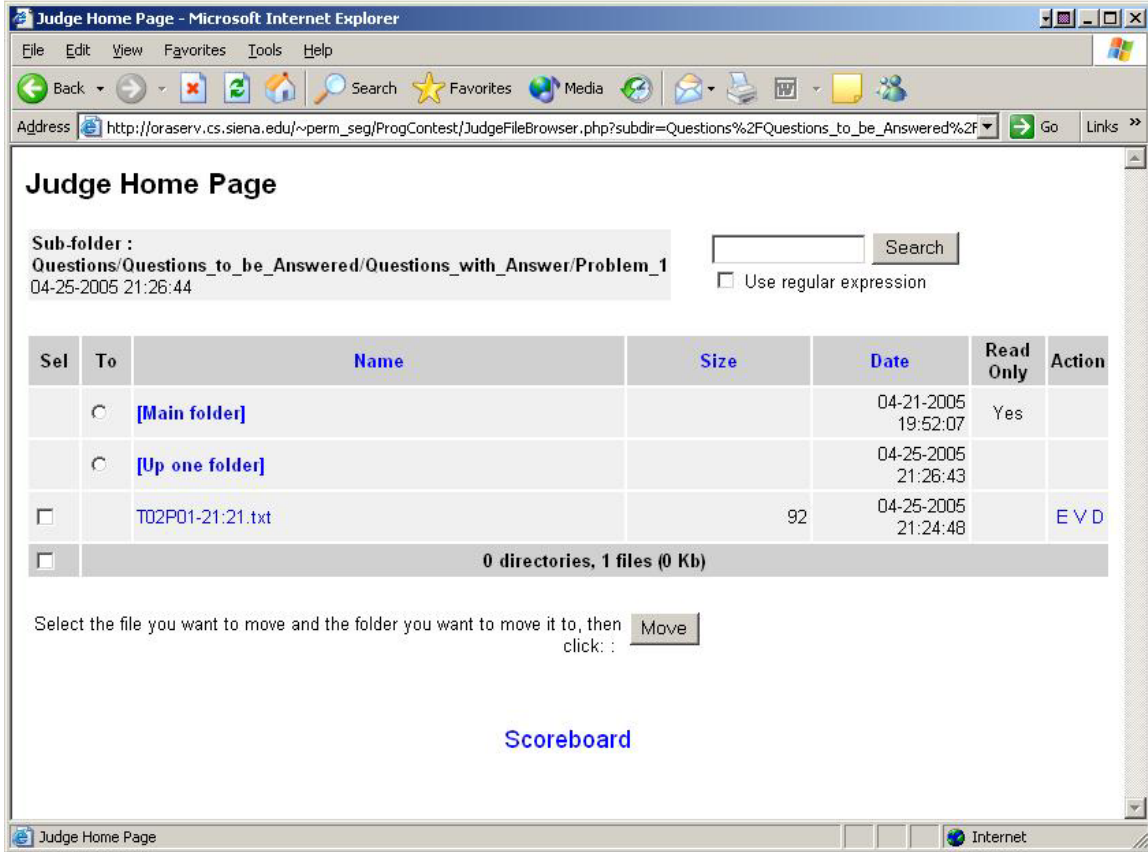 Judge Home Page - Microsoft Internet Explorer
File Edit View Favorites Tools Help
Back Search Favorites Media
Address http://oraserv.cs.siena.edu/~perm_seg/ProgContest/JudgeFileBrowser.php?subdir=Questions%2FQuestions_to_be_Answered%2F Go Links »
Judge Home Page
Sub-folder :
Questions/Questions_to_be_Answered/Questions_with_Answer/Problem_1
04-25-2005 21:26:44
Search
Use regular expression
Sel To Name Size Date Read Only Action
[Main folder] 04-21-2005 19:52:07 Yes
[Up one folder] 04-25-2005 21:26:43
T02P01-21:21.txt 92 04-25-2005 21:24:48 E V D
0 directories, 1 files (0 Kb)
Select the file you want to move and the folder you want to move it to, then
click: :
Move
Scoreboard
Judge Home Page Internet